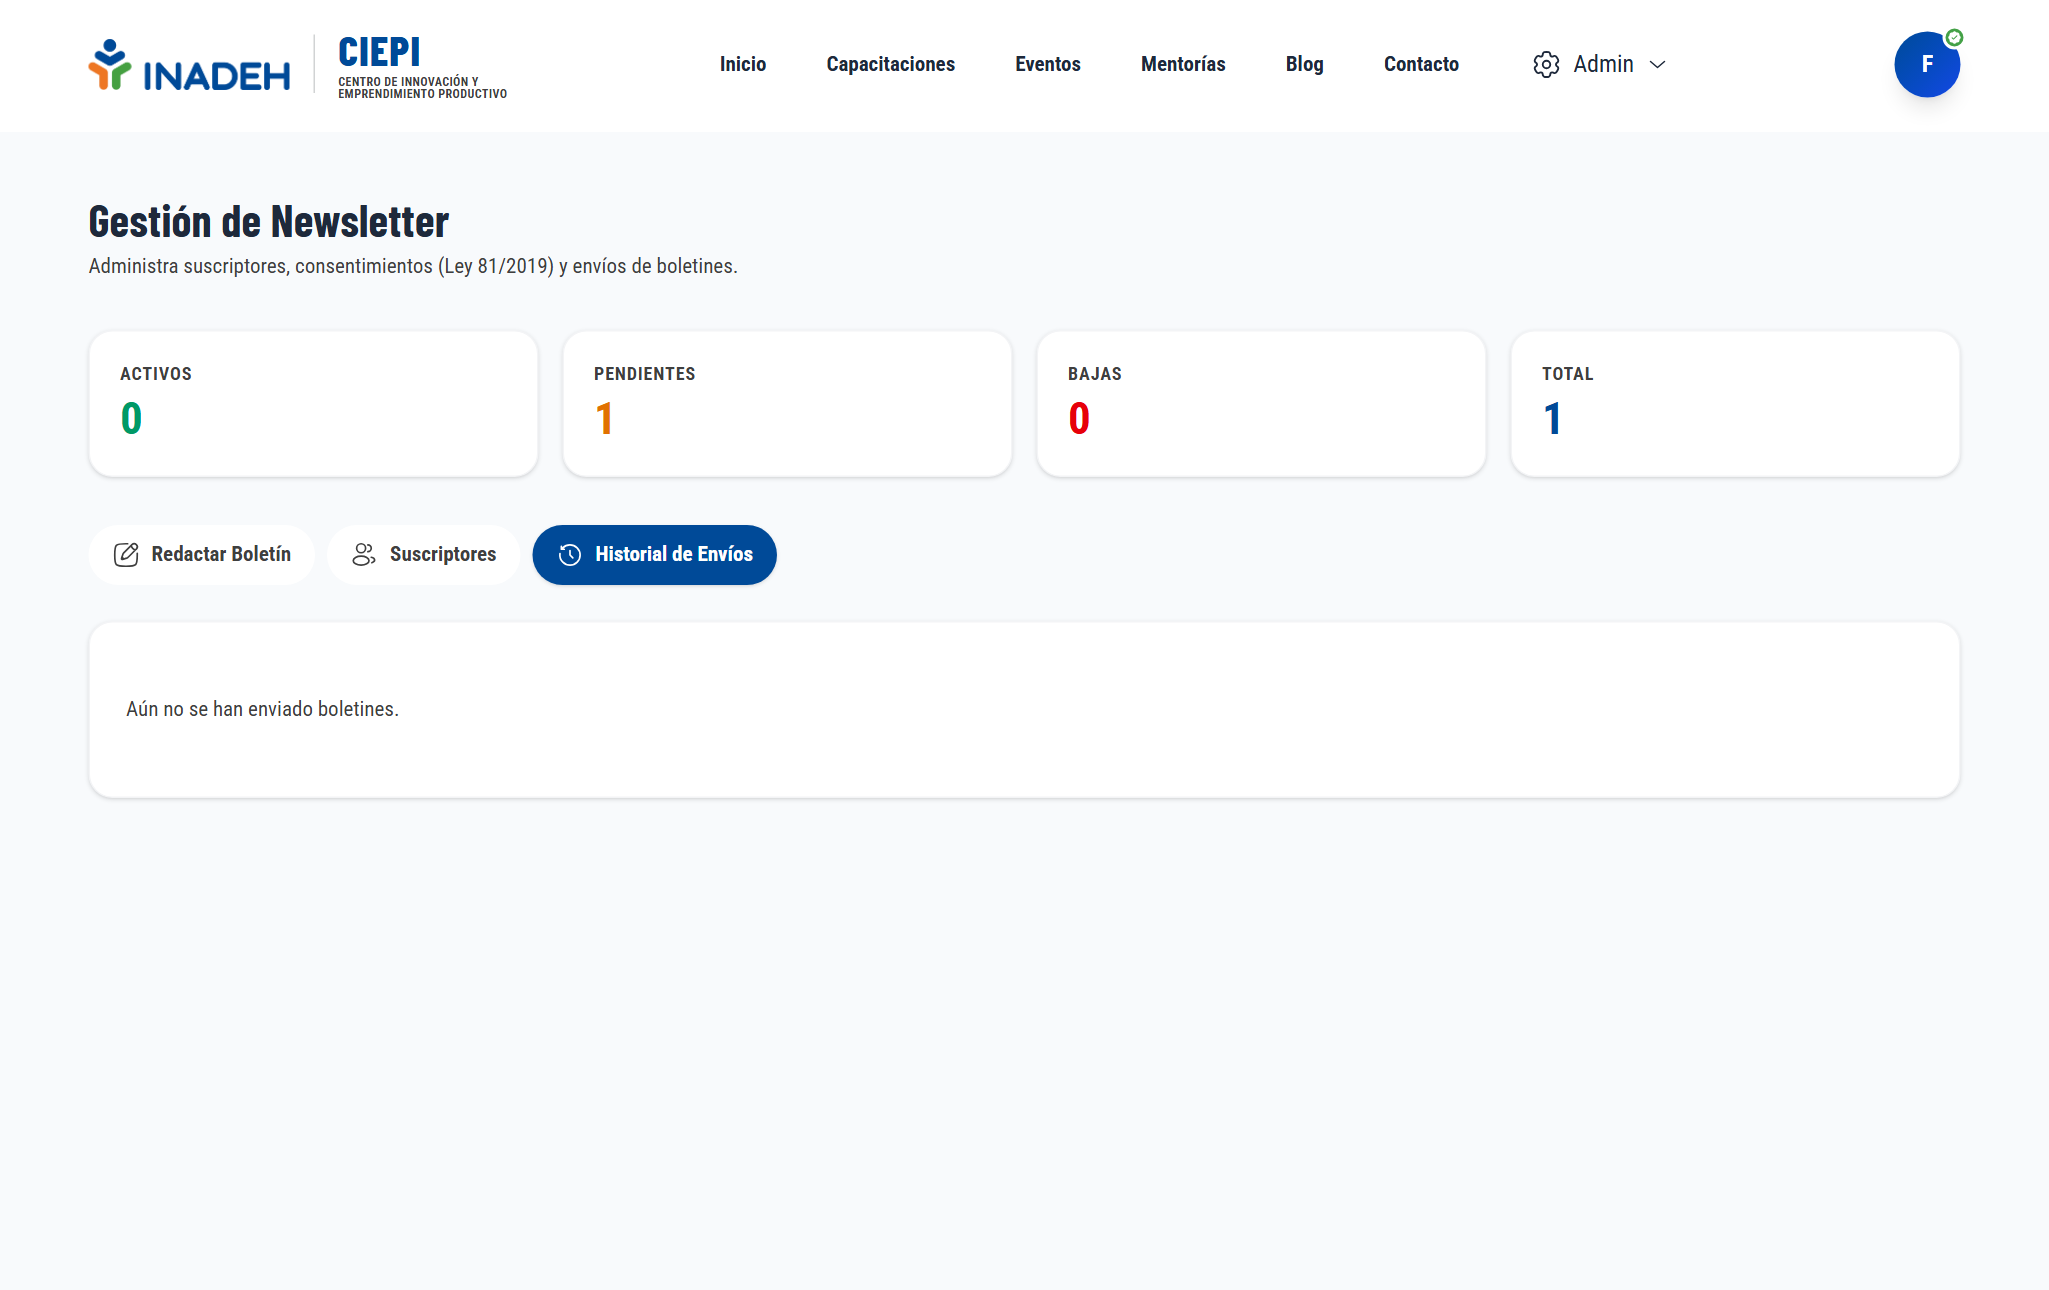 INADEH
CIEPI
CENTRO DE INNOVACIÓN Y
EMPRENDIMIENTO PRODUCTIVO
Inicio
Capacitaciones
Eventos
Mentorías
Blog
Contacto
Admin
F
Gestión de Newsletter
Administra suscriptores, consentimientos (Ley 81/2019) y envíos de boletines.
ACTIVOS
0
PENDIENTES
1
BAJAS
0
TOTAL
1
Redactar Boletín
Suscriptores
Historial de Envíos
Aún no se han enviado boletines.